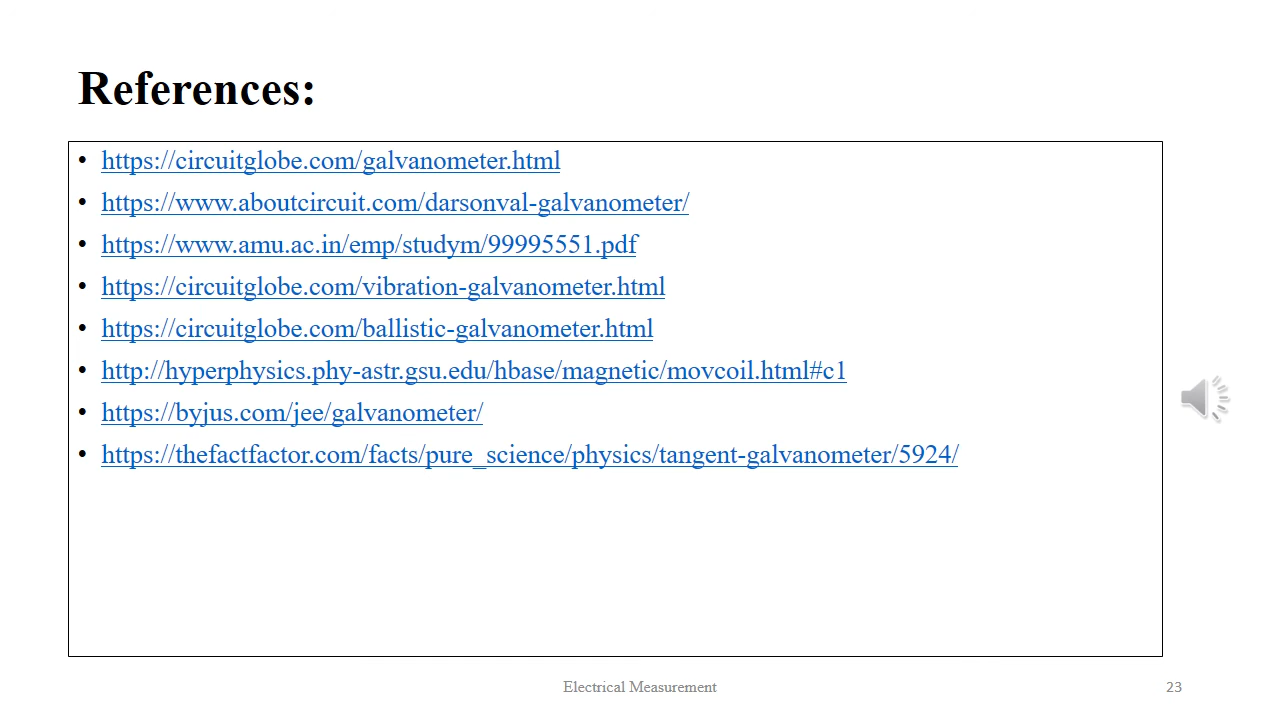 References:
• https://circuitglobe.com/galvanometer.html
• https://www.aboutcircuit.com/darsonval-galvanometer/
• https://www.amu.ac.in/emp/studym/99995551.pdf
• https://circuitglobe.com/vibration-galvanometer.html
• https://circuitglobe.com/ballistic-galvanometer.html
• http://hyperphysics.phy-astr.gsu.edu/hbase/magnetic/movcoil.html#c1
• https://byjus.com/jee/galvanometer/
• https://thefactfactor.com/facts/pure_science/physics/tangent-galvanometer/5924/
Electrical Measurement
23